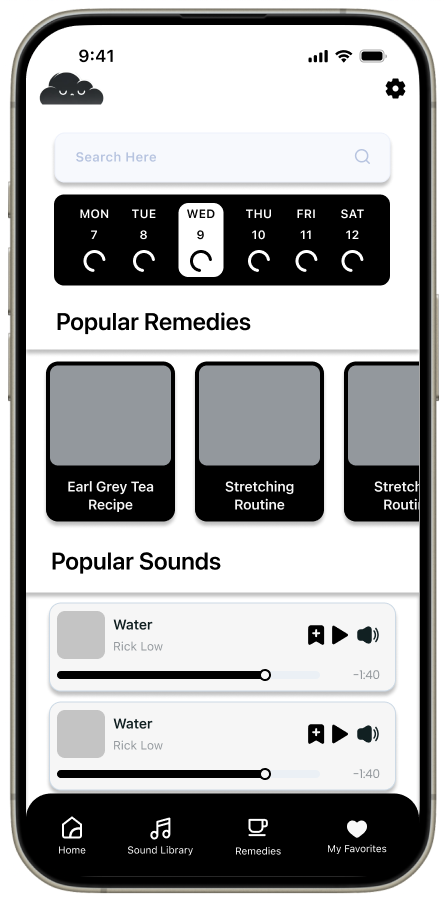 9:41
Search Here
MON TUE WED THU FRI SAT
7 8 9 10 11 12
Popular Remedies
Earl Grey Tea
Recipe
Stretching
Routine
Popular Sounds
Water
Rick Low
-1:40
Water
Rick Low
-1:40
Home Sound Library Remedies My Favorites